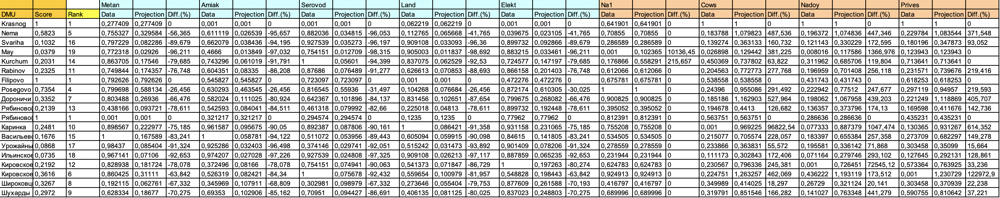 Metan Amiak Serovod Land Elekt Na1 Cows Nadoy Prives
DMU Score Rank Data Projection Diff.(%) Data Projection Diff.(%) Data Projection Diff.(%) Data Projection Diff.(%) Data Projection Diff.(%) Data Projection Diff.(%) Data Projection Diff.(%) Data Projection Diff.(%) Data Projection Diff.(%)
Krasnog 1 1 0,277409 0,277409 0 0,001 0,001 0 0,001 0,001 0 0,062219 0,062219 0 0,001 0,001 0 0,641901 0,641901 0 1 1 0 1 1 0 1 1 0
Nema 0,5823 5 0,755327 0,329584 -56,365 0,611119 0,026539 -95,657 0,882036 0,034815 -96,053 0,112765 0,065668 -41,765 0,039675 0,023105 -41,765 0,70855 0,70855 0 0,183788 1,079823 487,536 0,196372 1,074836 447,346 0,229784 1,083544 371,548
Svariha 0,1032 16 0,797229 0,082286 -89,679 0,662079 0,038436 -94,195 0,927539 0,035273 -96,197 0,909108 0,033093 -96,36 0,899732 0,092866 -89,679 0,286589 0,286589 0 0,139274 0,363133 160,732 0,121143 0,330229 172,595 0,180196 0,347873 93,052
May 0,0379 19 0,772318 0,02926 -96,211 0,4666 0,013849 -97,032 0,754151 0,012709 -98,315 0,905003 0,011837 -98,692 0,883215 0,033461 -96,211 0,001 0,102365 10136,45 0,026898 0,129442 381,225 0,008016 0,117586 1366,976 0,123943 0,123943 0
Kurchum 0,2031 14 0,863705 0,17546 -79,685 0,743296 0,061019 -91,791 1 0,05601 -94,399 0,837075 0,062529 -92,53 0,724577 0,147197 -79,685 0,176866 0,558291 215,657 0,450369 0,737802 63,822 0,311962 0,685706 119,804 0,713641 0,713641 0
Rabinov 0,2325 11 0,749844 0,174357 -76,748 0,604351 0,08335 -86,208 0,87686 0,076489 -91,277 0,626613 0,070853 -88,693 0,866158 0,201403 -76,748 0,612066 0,612066 0 0,204563 0,772773 277,768 0,196959 0,701408 256,118 0,231571 0,739676 219,416
Filipovo 1 1 0,792626 0,792626 0 0,545827 0,545827 0 0,723097 0,723097 0 0,001 0,001 0 0,472276 0,472276 0 0,675781 0,675781 0 0,538558 0,538558 0 0,431743 0,431743 0 0,618253 0,618253 0
Posegovo 0,7354 4 0,799698 0,588134 -26,456 0,630293 0,463545 -26,456 0,816545 0,55936 -31,497 0,104268 0,076684 -26,456 0,872174 0,610305 -30,025 1 1 0 0,24396 0,955086 291,492 0,222942 0,77512 247,677 0,297119 0,94957 219,593
Дороничи 0,3352 7 0,803488 0,26936 -66,476 0,582024 0,111025 -80,924 0,642367 0,101896 -84,137 0,831456 0,102651 -87,654 0,799675 0,268082 -66,476 0,900825 0,900825 0 0,185186 1,162903 527,964 0,198062 1,067958 439,203 0,221249 1,118869 405,707
Рябиново( 0,2139 13 0,438166 0,093721 -78,611 0,542593 0,084041 -84,511 0,461318 0,079992 -82,66 0,225018 0,04813 -78,611 0,899732 0,192448 -78,611 0,395052 0,395052 0 0,194678 0,4413 126,682 0,136357 0,373796 174,13 0,169598 0,411676 142,736
Рябиново( 1 1 0,001 0,001 0 0,321217 0,321217 0 0,294574 0,294574 0 0,1235 0,1235 0 0,77962 0,77962 0 0,812391 0,812391 0 0,563751 0,563751 0 0,286636 0,286636 0 0,435231 0,435231 0
Каринка 0,2481 10 0,898567 0,222977 -75,185 0,961587 0,095675 -90,05 0,892387 0,087806 -90,161 1 0,086421 -91,358 0,931158 0,231065 -75,185 0,755208 0,755208 0 0,001 0,969225 96822,54 0,077333 0,887379 1047,474 0,130365 0,931267 614,352
Васильевс 0,1676 15 1 0,167589 -83,241 1 0,058781 -94,122 0,511072 0,053956 -89,443 0,605094 0,059915 -90,098 0,84615 0,141805 -83,241 0,534505 0,534505 0 0,215077 0,705574 228,057 0,183397 0,655384 257,358 0,273709 0,682297 149,278
Урожайны 0,0868 17 0,98437 0,085404 -91,324 0,925286 0,032403 -96,498 0,374146 0,029741 -92,051 0,515242 0,031473 -93,892 0,901409 0,078206 -91,324 0,278559 0,278559 0 0,233866 0,363831 55,572 0,195581 0,336142 71,868 0,303458 0,35099 15,664
Ильинское 0,0735 18 0,967141 0,07106 -92,653 0,974207 0,027028 -97,226 0,927539 0,024808 -97,325 0,909108 0,026213 -97,117 0,887859 0,065235 -92,653 0,231944 0,231944 0 0,111173 0,302843 172,406 0,071164 0,279746 293,102 0,127645 0,292131 128,861
Кировское 0,2192 12 0,828938 0,181724 -78,078 0,372496 0,08166 -78,078 0,754151 0,074941 -90,063 0,541373 0,071847 -86,729 1 0,197263 -80,274 0,624783 0,624783 0 0,230567 0,796336 245,381 0,001 0,726451 72545,12 0,573364 0,763925 33,236
Кировское 0,3616 6 0,860425 0,31111 -63,842 0,526319 0,082421 -84,34 1 0,075678 -92,432 0,559654 0,100979 -81,957 0,548828 0,198443 -63,842 0,924913 0,924913 0 0,224751 1,263257 462,069 0,436222 1,193119 173,512 0,001 1,230729 122972,9
Широковц 0,3267 8 0,192115 0,062761 -67,332 0,345969 0,107911 -68,809 0,302981 0,098979 -67,332 0,273646 0,055404 -79,753 0,877609 0,261588 -70,193 0,416797 0,416797 0 0,349989 0,414025 18,297 0,26729 0,321124 20,141 0,303458 0,370939 22,238
Шухарды 0,2972 9 0,628334 0,18677 -70,275 0,69353 0,102906 -85,162 0,70951 0,094427 -86,691 0,406135 0,081125 -80,025 0,837023 0,248803 -70,275 0,689996 0,689996 0 0,319791 0,851546 166,282 0,141027 0,763348 441,279 0,590755 0,810642 37,221